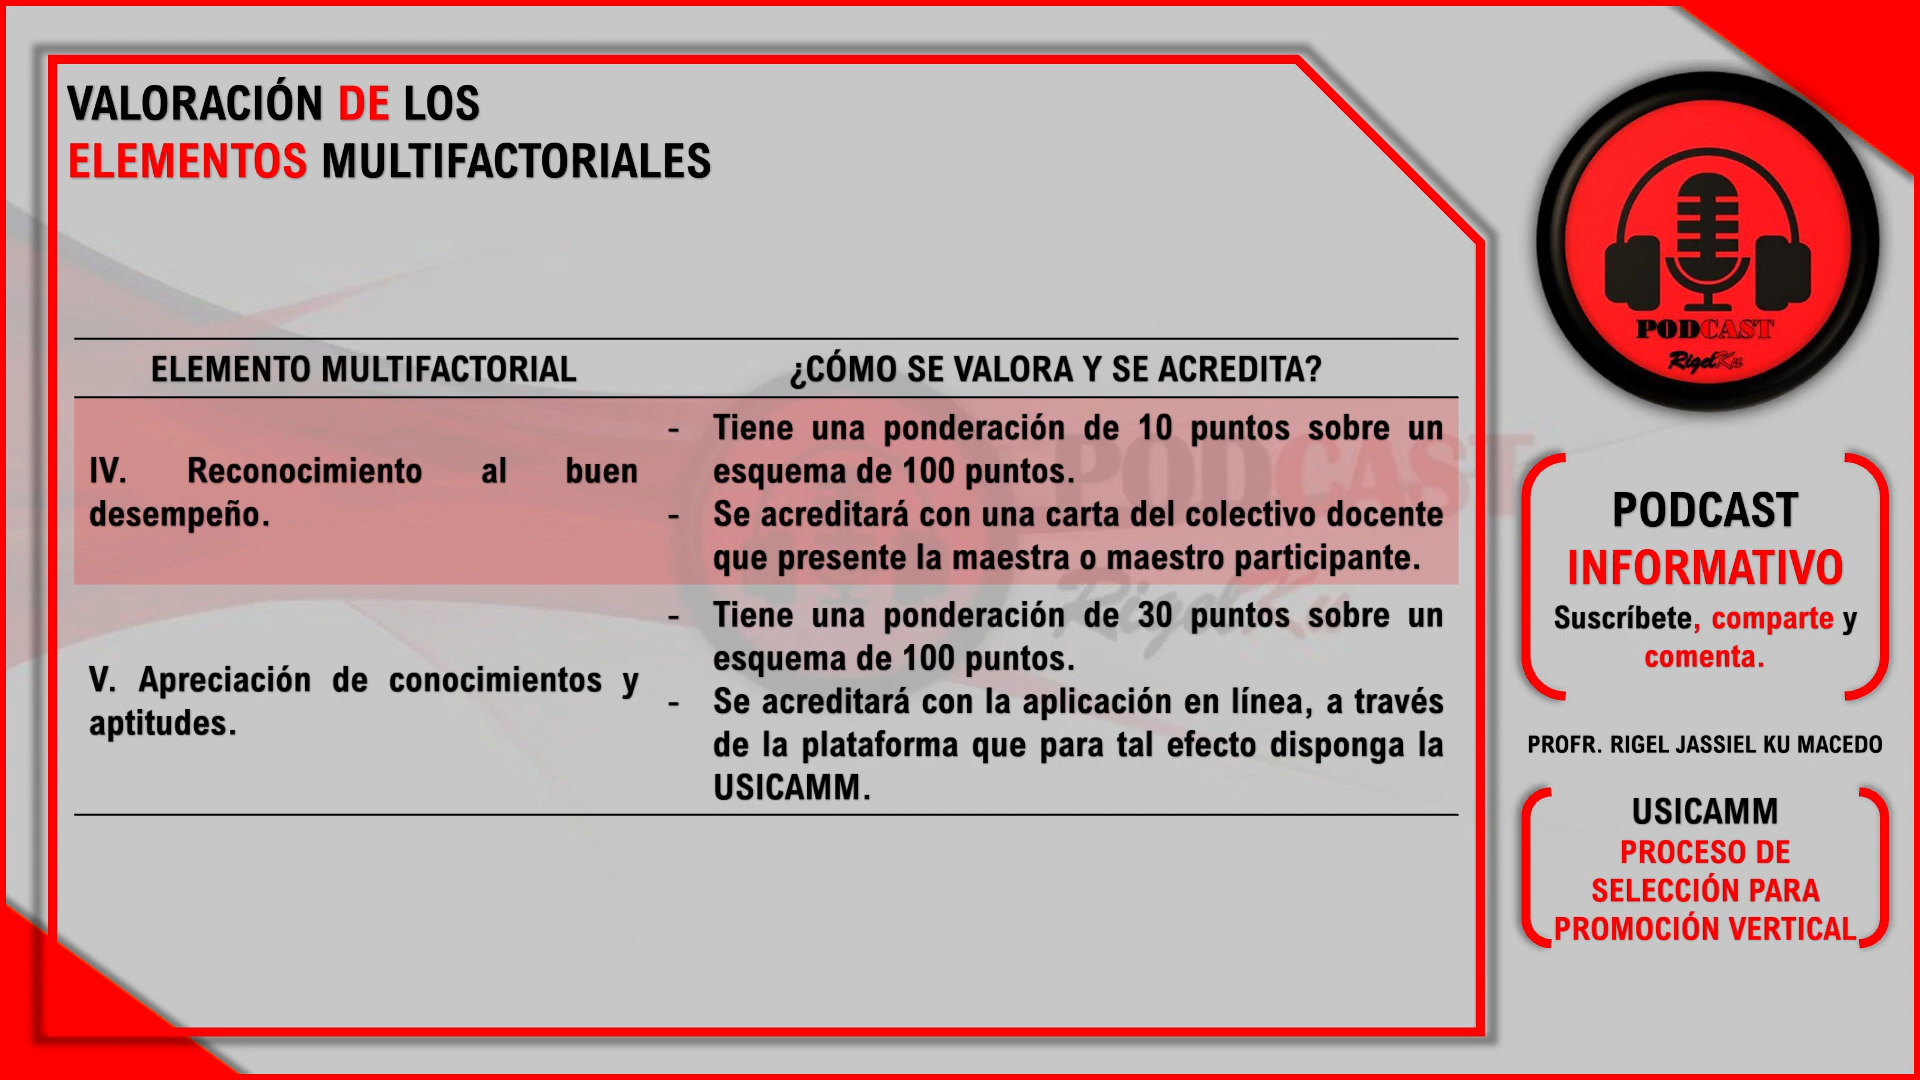 VALORACIÓN DE LOS
ELEMENTOS MULTIFACTORIALES
ELEMENTO MULTIFACTORIAL
¿CÓMO SE VALORA Y SE ACREDITA?
IV. Reconocimiento al buen
desempeño.
- Tiene una ponderación de 10 puntos sobre un
esquema de 100 puntos.
- Se acreditará con una carta del colectivo docente
que presente la maestra o maestro participante.
V. Apreciación de conocimientos y
aptitudes.
- Tiene una ponderación de 30 puntos sobre un
esquema de 100 puntos.
- Se acreditará con la aplicación en línea, a través
de la plataforma que para tal efecto disponga la
USICAMM.
PODCAST
RigelKu
PODCAST
RigelKu
PODCAST
INFORMATIVO
Suscríbete, comparte y
comenta.
PROFR. RIGEL JASSIEL KU MACEDO
USICAMM
PROCESO DE
SELECCIÓN PARA
PROMOCIÓN VERTICAL